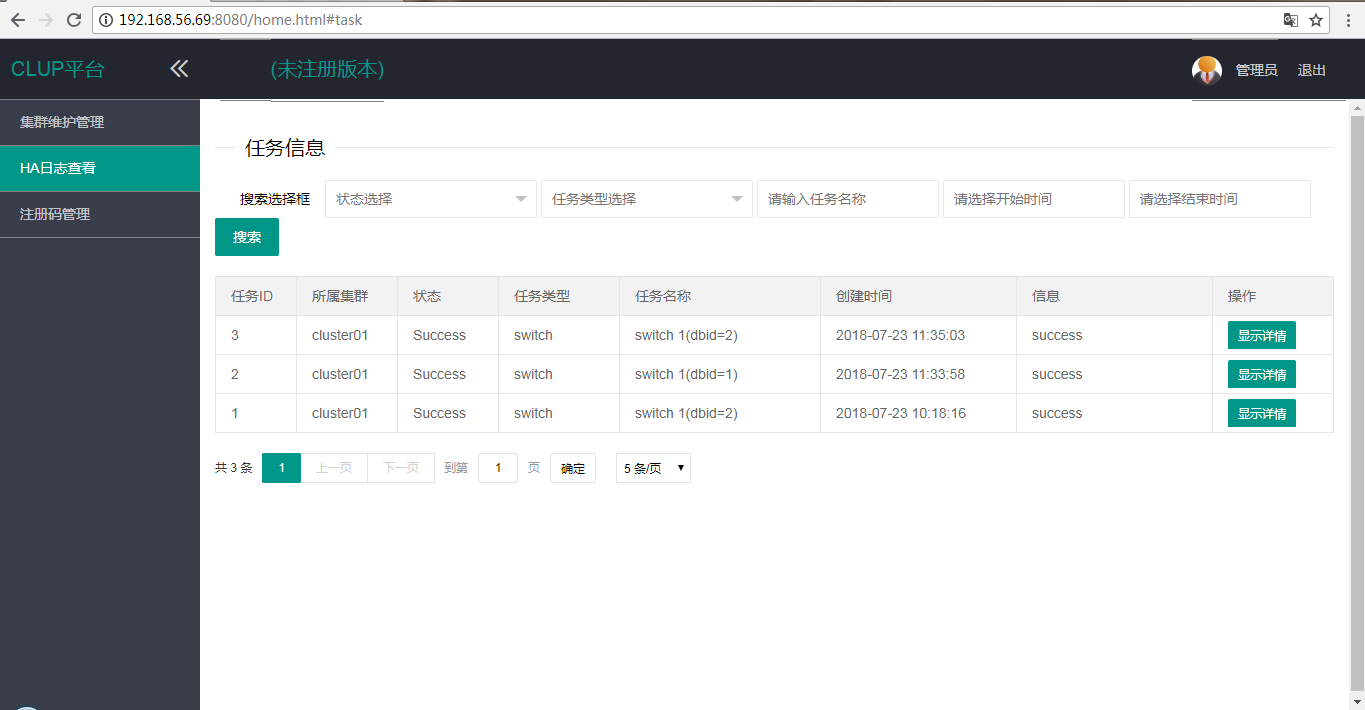 192.168.56.69:8080/home.html#task
CLUP平台 (未注册版本) 管理员 退出
集群维护管理
HA日志查看
注册码管理
任务信息
搜索选择框 状态选择 任务类型选择 请输入任务名称 请选择开始时间 请选择结束时间
搜索
任务ID 所属集群 状态 任务类型 任务名称 创建时间 信息 操作
3 cluster01 Success switch switch 1(dbid=2) 2018-07-23 11:35:03 success 显示详情
2 cluster01 Success switch switch 1(dbid=1) 2018-07-23 11:33:58 success 显示详情
1 cluster01 Success switch switch 1(dbid=2) 2018-07-23 10:18:16 success 显示详情
共 3 条 1 上一页 下一页 到第 1 页 确定 5 条/页